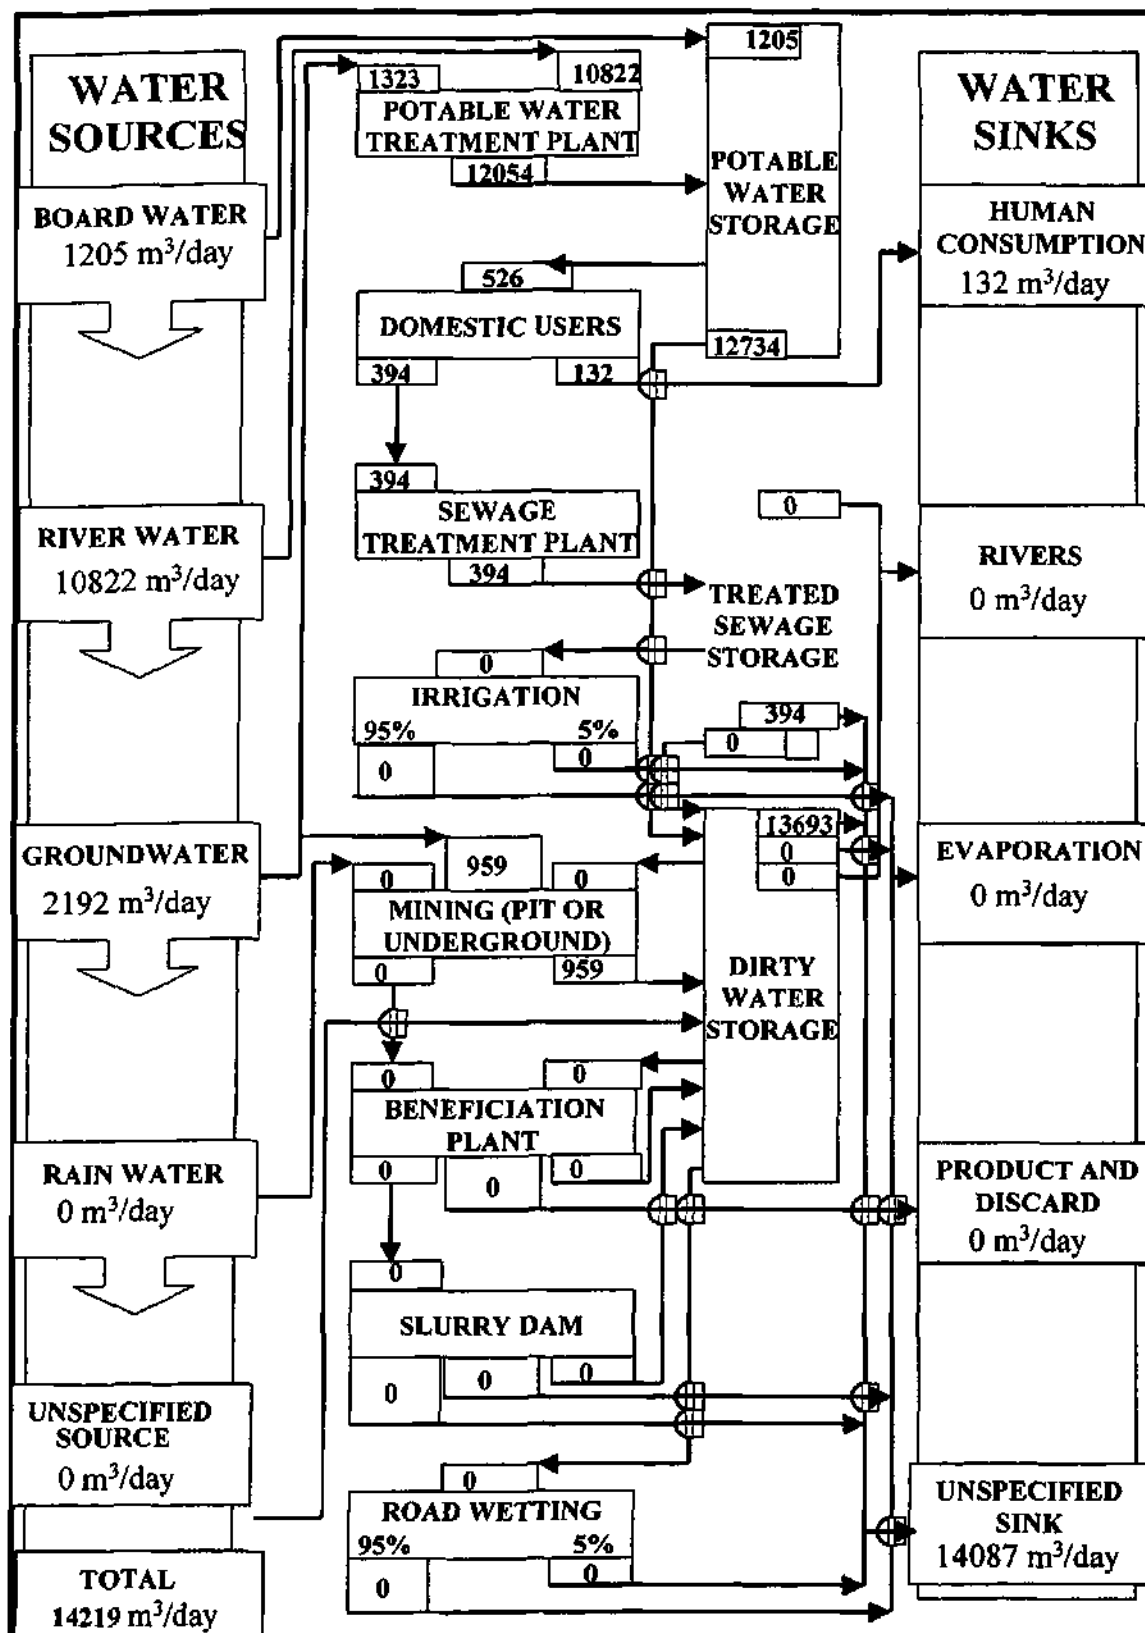 WATER
SOURCES
BOARD WATER
1205 m³/day
RIVER WATER
10822 m³/day
GROUNDWATER
2192 m³/day
RAIN WATER
0 m³/day
UNSPECIFIED
SOURCE
0 m³/day
TOTAL
14219 m³/day
1323
10822
POTABLE WATER
TREATMENT PLANT
12054
526
DOMESTIC USERS
394
132
394
SEWAGE
TREATMENT PLANT
394
0
IRRIGATION
95%
5%
0
0
959
0
0
MINING (PIT OR
UNDERGROUND)
0
959
0
0
BENEFICIATION
PLANT
0
0
0
0
SLURRY DAM
0
0
0
0
ROAD WETTING
95%
5%
0
0
1205
POTABLE
WATER
STORAGE
12734
0
TREATED
SEWAGE
STORAGE
394
0
13693
0
0
DIRTY
WATER
STORAGE
WATER
SINKS
HUMAN
CONSUMPTION
132 m³/day
RIVERS
0 m³/day
EVAPORATION
0 m³/day
PRODUCT AND
DISCARD
0 m³/day
UNSPECIFIED
SINK
14087 m³/day